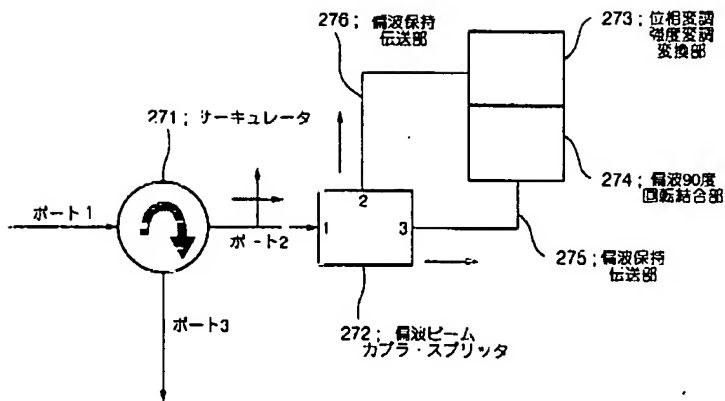 276; 偏波保持
伝送部
273; 位相変調
強度変調
変換部
271; サーキュレータ
274; 偏波90度
回転結合部
ポート1
ポート2
1
2
3
275; 偏波保持
伝送部
ポート3
272; 偏波ビーム
カプラ・スプリッタ